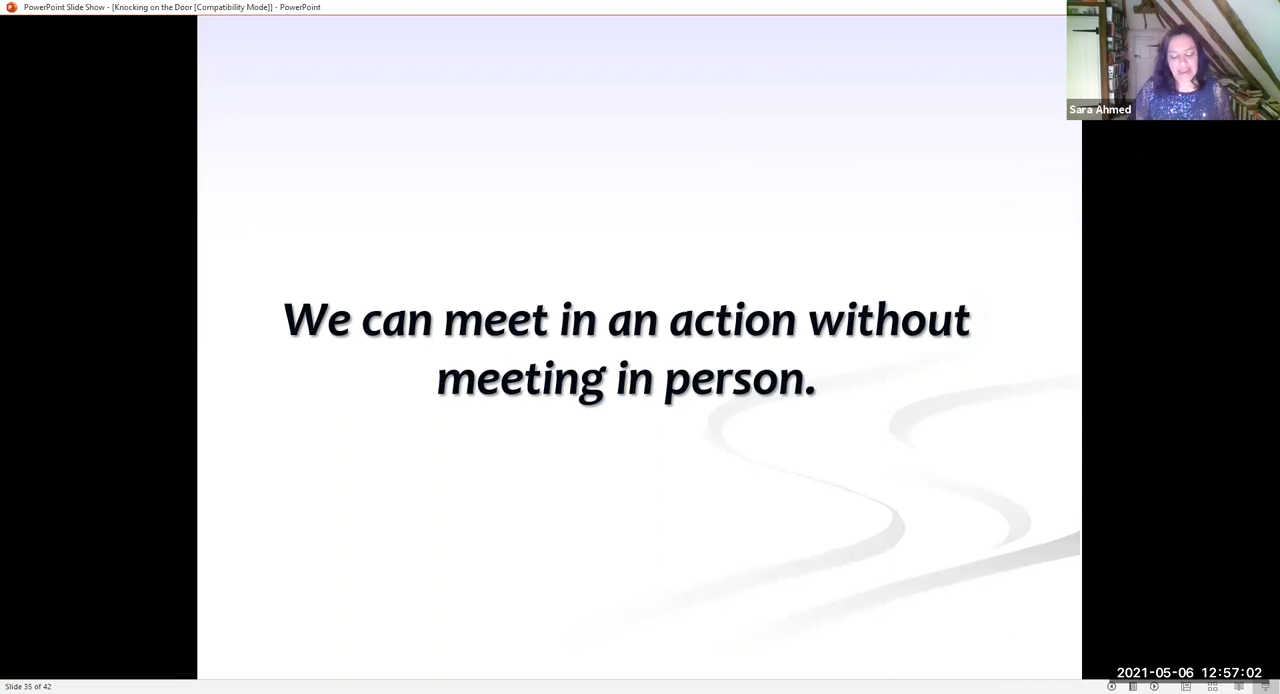 PowerPoint Slide Show - [Knocking on the Door [Compatibility Mode]] - PowerPoint
Sara Ahmed
We can meet in an action without
meeting in person.
2021-05-06 12:57:02
Slide 35 of 42